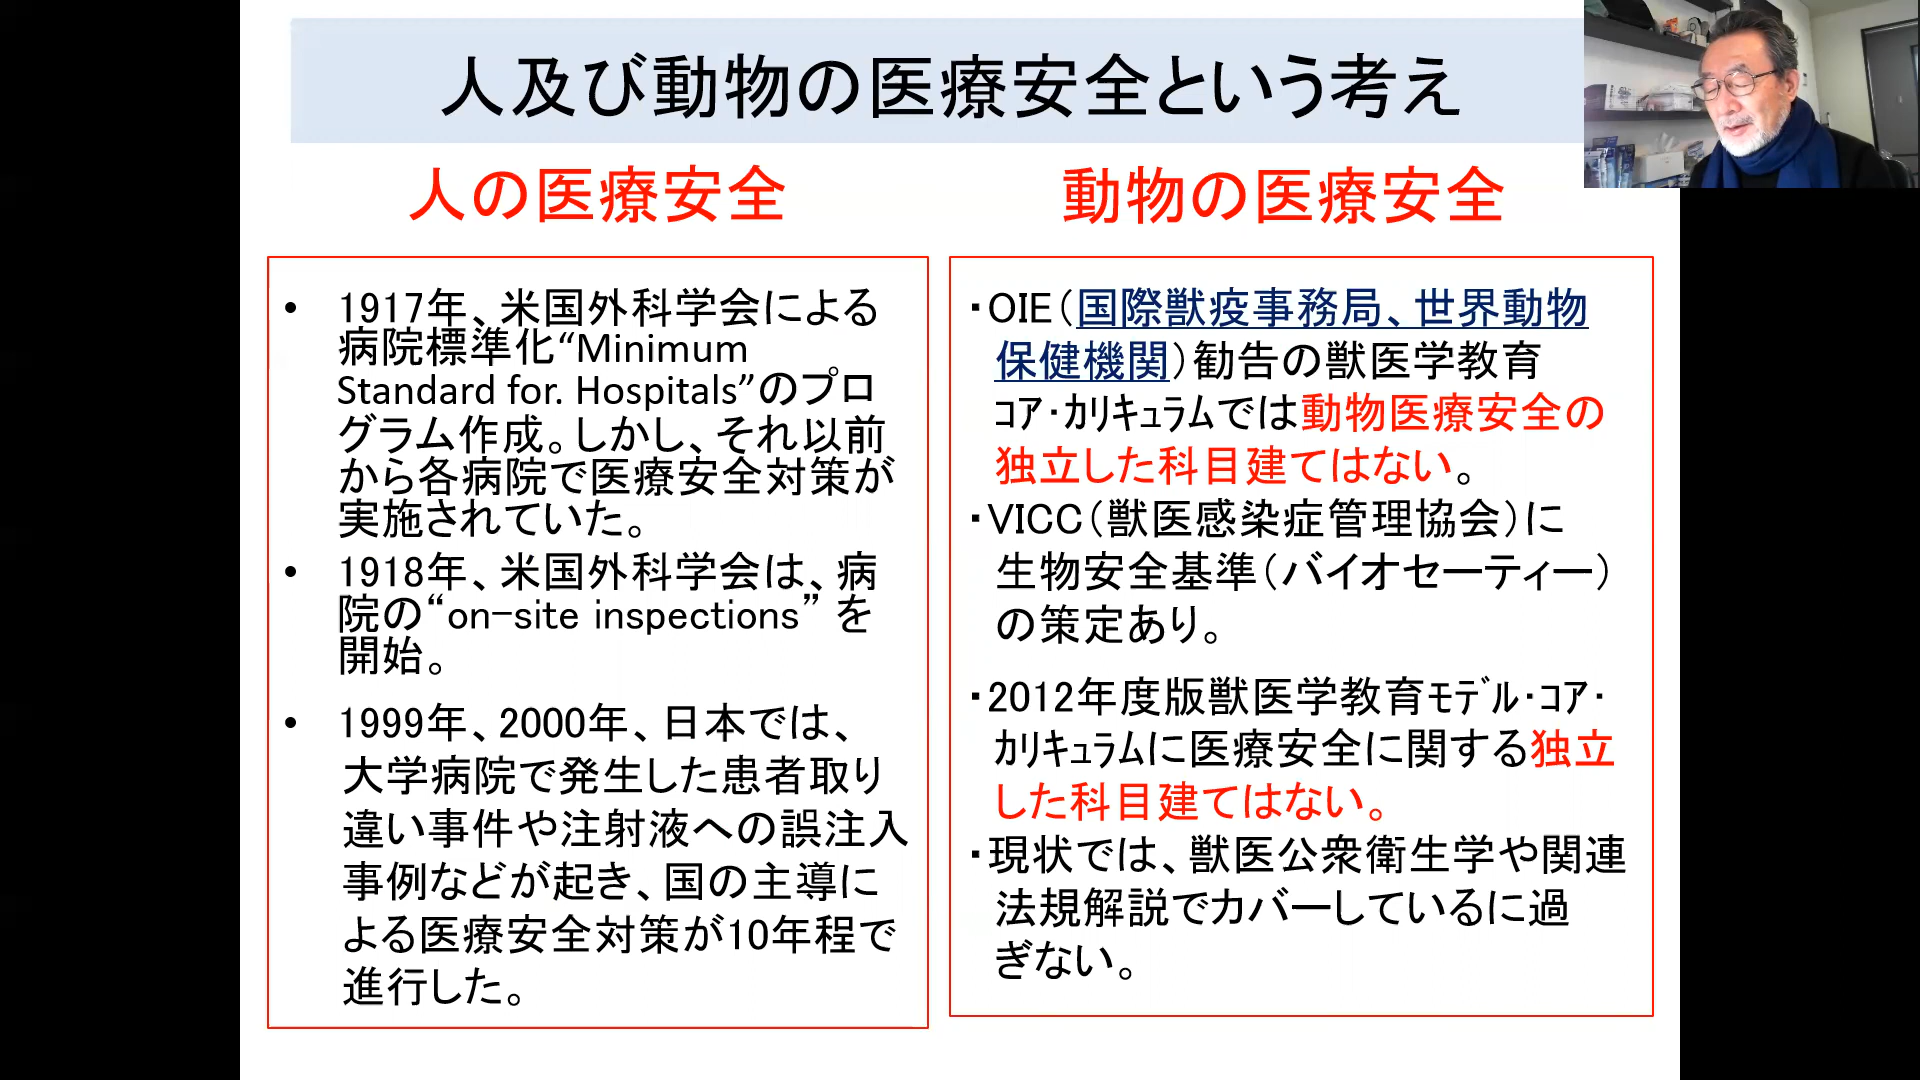 人及び動物の医療安全という考え
人の医療安全
• 1917年、米国外科学会による
病院標準化“Minimum
Standard for. Hospitals”のプロ
グラム作成。しかし、それ以前
から各病院で医療安全対策が
実施されていた。
• 1918年、米国外科学会は、病
院の“on-site inspections” を
開始。
• 1999年、2000年、日本では、
大学病院で発生した患者取り
違い事件や注射液への誤注入
事例などが起き、国の主導に
よる医療安全対策が10年程で
進行した。
動物の医療安全
・OIE（国際獣疫事務局、世界動物
保健機関）勧告の獣医学教育
ｺｱ・ｶﾘｷｭﾗﾑでは動物医療安全の
独立した科目建てはない。
・VICC（獣医感染症管理協会）に
生物安全基準（バイオセーティー）
の策定あり。
・2012年度版獣医学教育ﾓﾃﾞﾙ・ｺｱ・
ｶﾘｷｭﾗﾑに医療安全に関する独立
した科目建てはない。
・現状では、獣医公衆衛生学や関連
法規解説でカバーしているに過
ぎない。